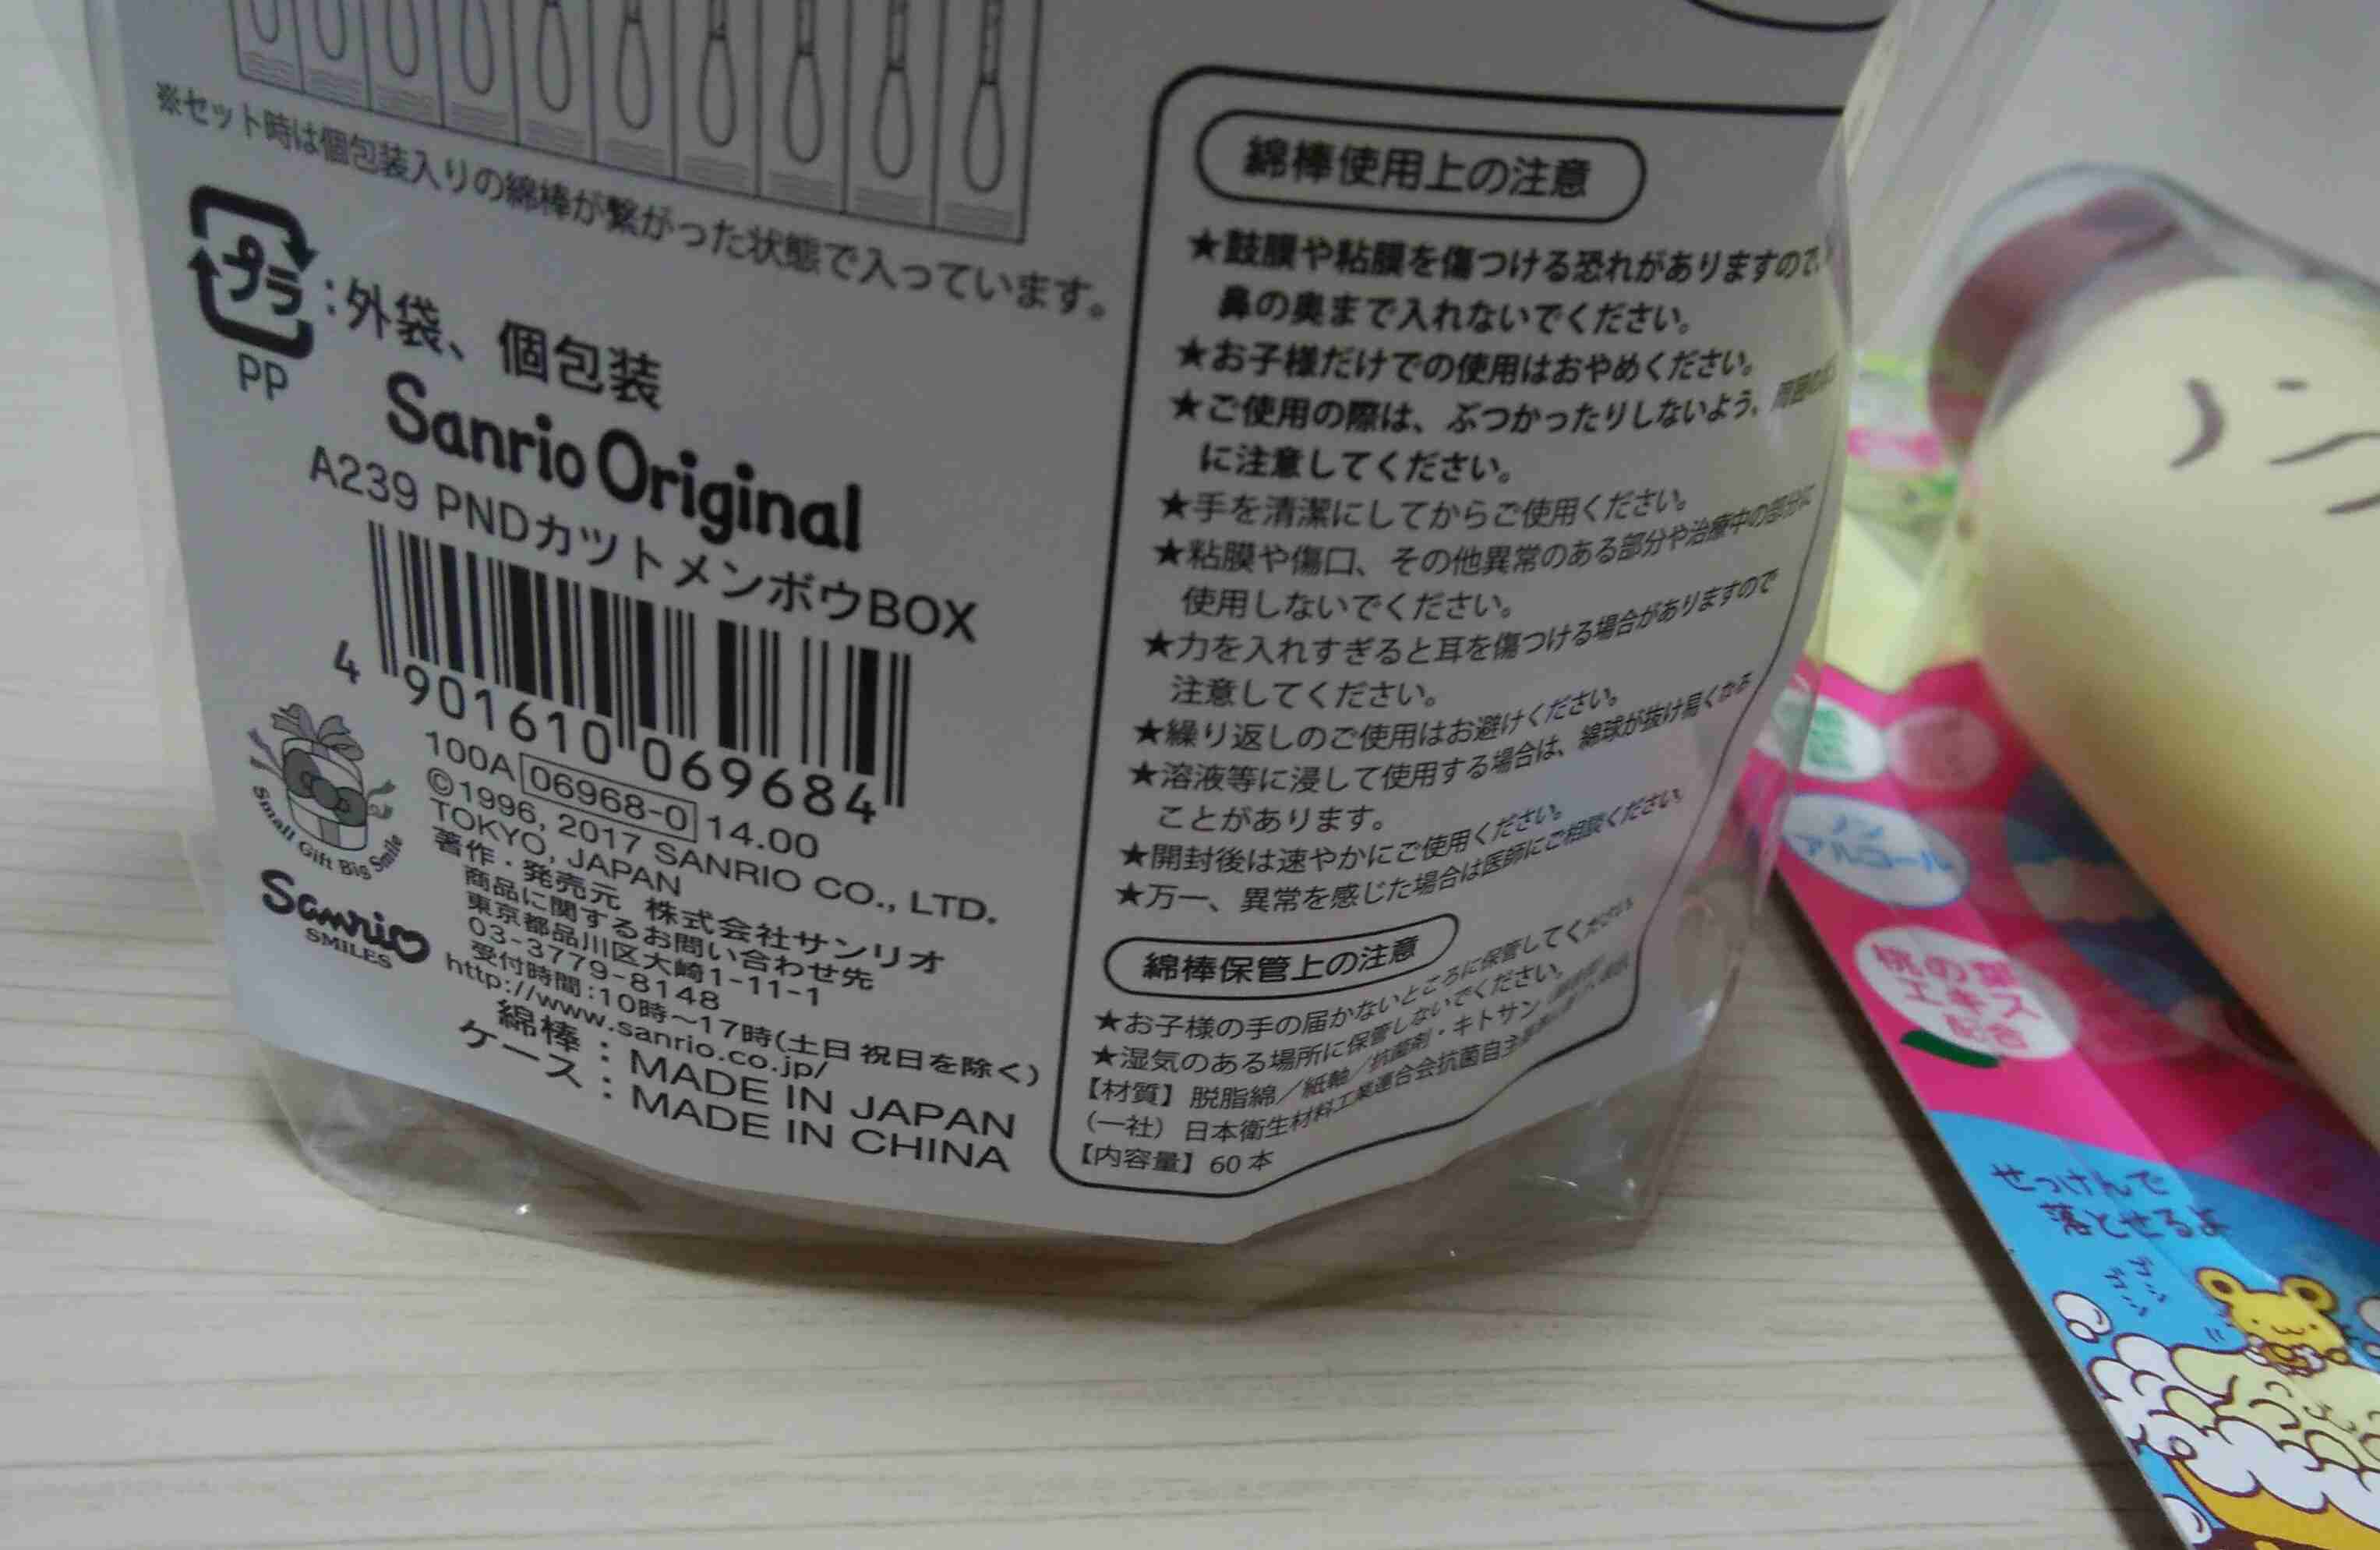 ※セット時は個包装入りの綿棒が繋がった状態で入っています。
プラ
PP
:外袋、個包装
Sanrio Original
A239 PNDカットメンボウBOX
4 901610 069684
100A 06968-0 14.00
©1996, 2017 SANRIO CO., LTD.
TOKYO, JAPAN
著作・発売元 株式会社サンリオ
商品に関するお問い合わせ先
東京都品川区大崎1-11-1
03-3779-8148
受付時間:10時〜17時(土日 祝日を除く)
http://www.sanrio.co.jp/
綿棒:MADE IN JAPAN
ケース:MADE IN CHINA
Small Gift Big Smile
Sanrio
SMILES
綿棒使用上の注意
★鼓膜や粘膜を傷つける恐れがありますので、
鼻の奥まで入れないでください。
★お子様だけでの使用はおやめください。
★ご使用の際は、ぶつかったりしないよう、周囲の
に注意してください。
★手を清潔にしてからご使用ください。
★粘膜や傷口、その他異常のある部分や治療中の部分に
使用しないでください。
★力を入れすぎると耳を傷つける場合がありますので
注意してください。
★繰り返しのご使用はお避けください。
★溶液等に浸して使用する場合は、綿球が抜け易くなる
ことがあります。
★開封後は速やかにご使用ください。
★万一、異常を感じた場合は医師にご相談ください。
綿棒保管上の注意
★お子様の手の届かないところに保管してください。
★湿気のある場所に保管しないでください。
【材質】脱脂綿/紙軸/抗菌剤・キトサン
(一社)日本衛生材料工業連合会抗菌自主
【内容量】60本
ノン
アルコール
桃の葉
エキス
配合
せっけんで
落とせるよ